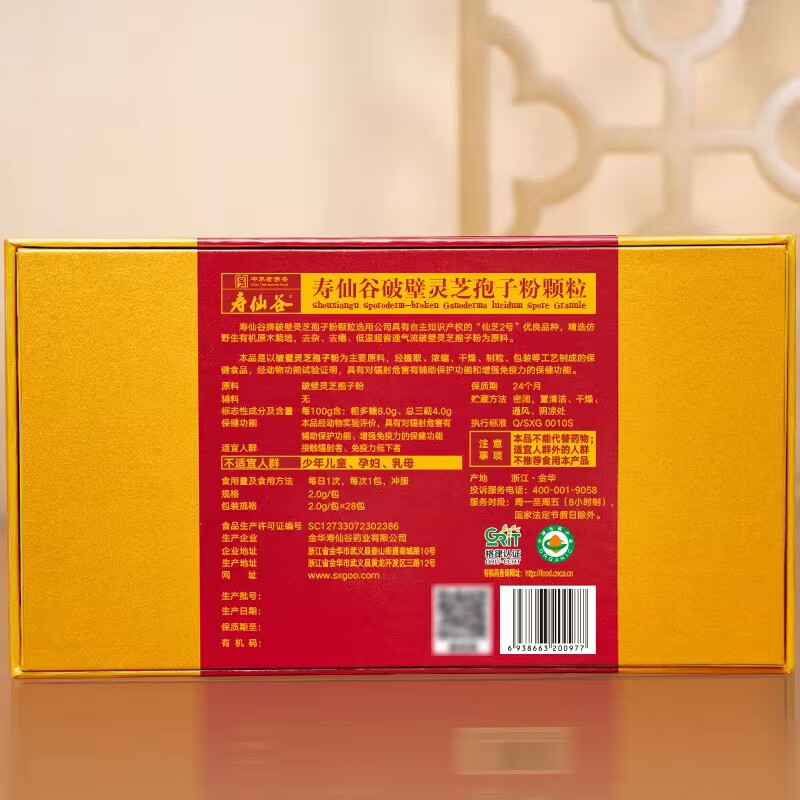 中华老字号
China Time-honored Brand
寿仙谷
寿仙谷破壁灵芝孢子粉颗粒
Shouxiangu Sporoderm-broken Ganoderma lucidum Spore Granule
寿仙谷牌破壁灵芝孢子粉颗粒选用公司具有自主知识产权的“仙芝2号”优良品种，精选仿
野生有机原木栽培，去杂、去瘪、低温超音速气流破壁灵芝孢子粉为原料。
本品是以破壁灵芝孢子粉为主要原料，经提取、浓缩、干燥、制粒、包装等工艺制成的保
健食品，经动物功能试验证明，具有对辐射危害有辅助保护功能和增强免疫力的保健功能。
原料 破壁灵芝孢子粉
辅料 无
标志性成分及含量 每100g含：粗多糖8.0g、总三萜4.0g
保健功能 本品经动物实验评价，具有对辐射危害有
辅助保护功能、增强免疫力的保健功能
适宜人群 接触辐射者、免疫力低下者
不适宜人群 少年儿童、孕妇、乳母
食用量及食用方法 每日1次，每次1包，冲服
规格 2.0g/包
包装规格 2.0g/包×28包
食品生产许可证编号 SC12733072302386
生产企业 金华寿仙谷药业有限公司
企业地址 浙江省金华市武义县壶山街道商城路10号
生产地址 浙江省金华市武义县黄龙开发区三路12号
网 址 www.sxgoo.com
生产批号：
生产日期：
保质期至：
有 机 码：
保质期 24个月
贮藏方法 密闭，置清洁、干燥、
通风、阴凉处
执行标准 Q/SXG 0010S
注意
事项
本品不能代替药物；
适宜人群外的人群
不推荐食用本产品
产地 浙江·金华
投诉服务电话：400-001-9058
服务时段：周一至周五（8小时制），
国家法定节假日除外。
GRIT
格律认证
GRIT-CERT
ORGANIC
有机码查询网址：http://food.cnca.cn
6 938663 200977